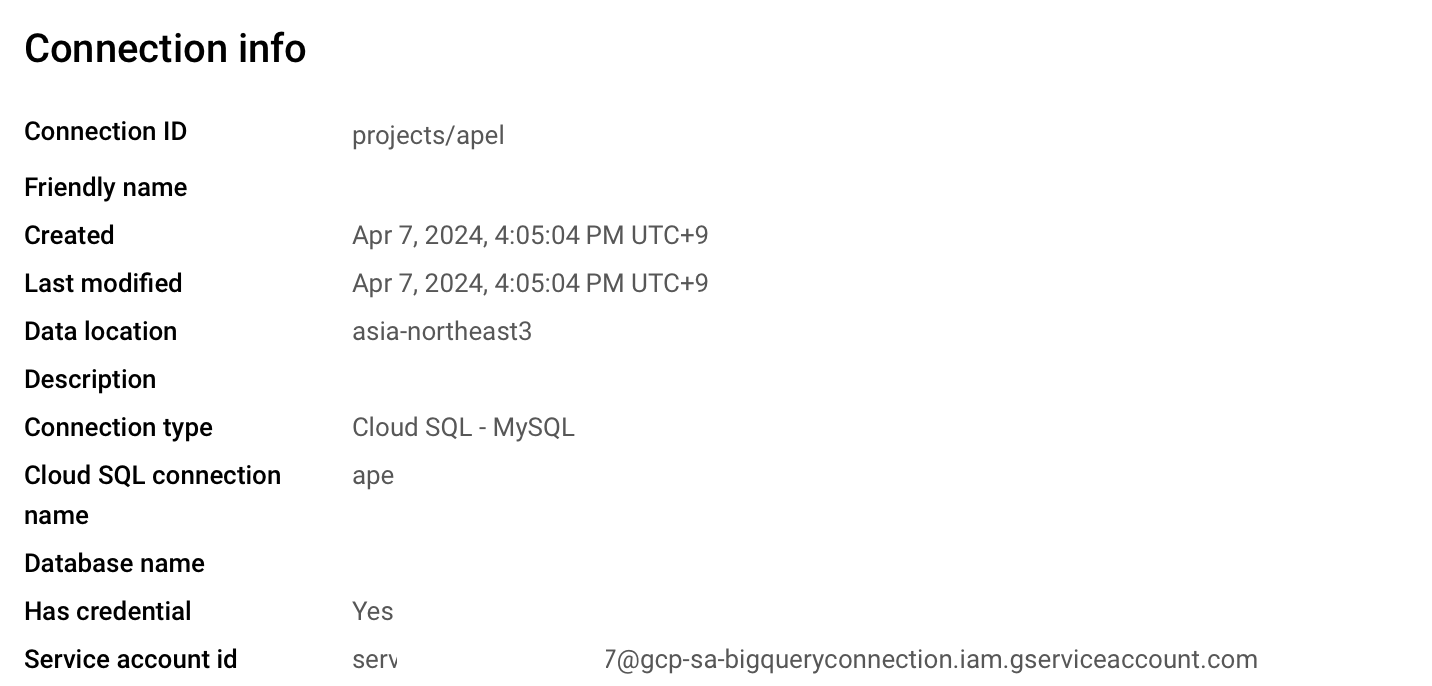 Connection info
Connection ID projects/apel
Friendly name
Created Apr 7, 2024, 4:05:04 PM UTC+9
Last modified Apr 7, 2024, 4:05:04 PM UTC+9
Data location asia-northeast3
Description
Connection type Cloud SQL - MySQL
Cloud SQL connection ape
name
Database name
Has credential Yes
Service account id serv 7@gcp-sa-bigqueryconnection.iam.gserviceaccount.com